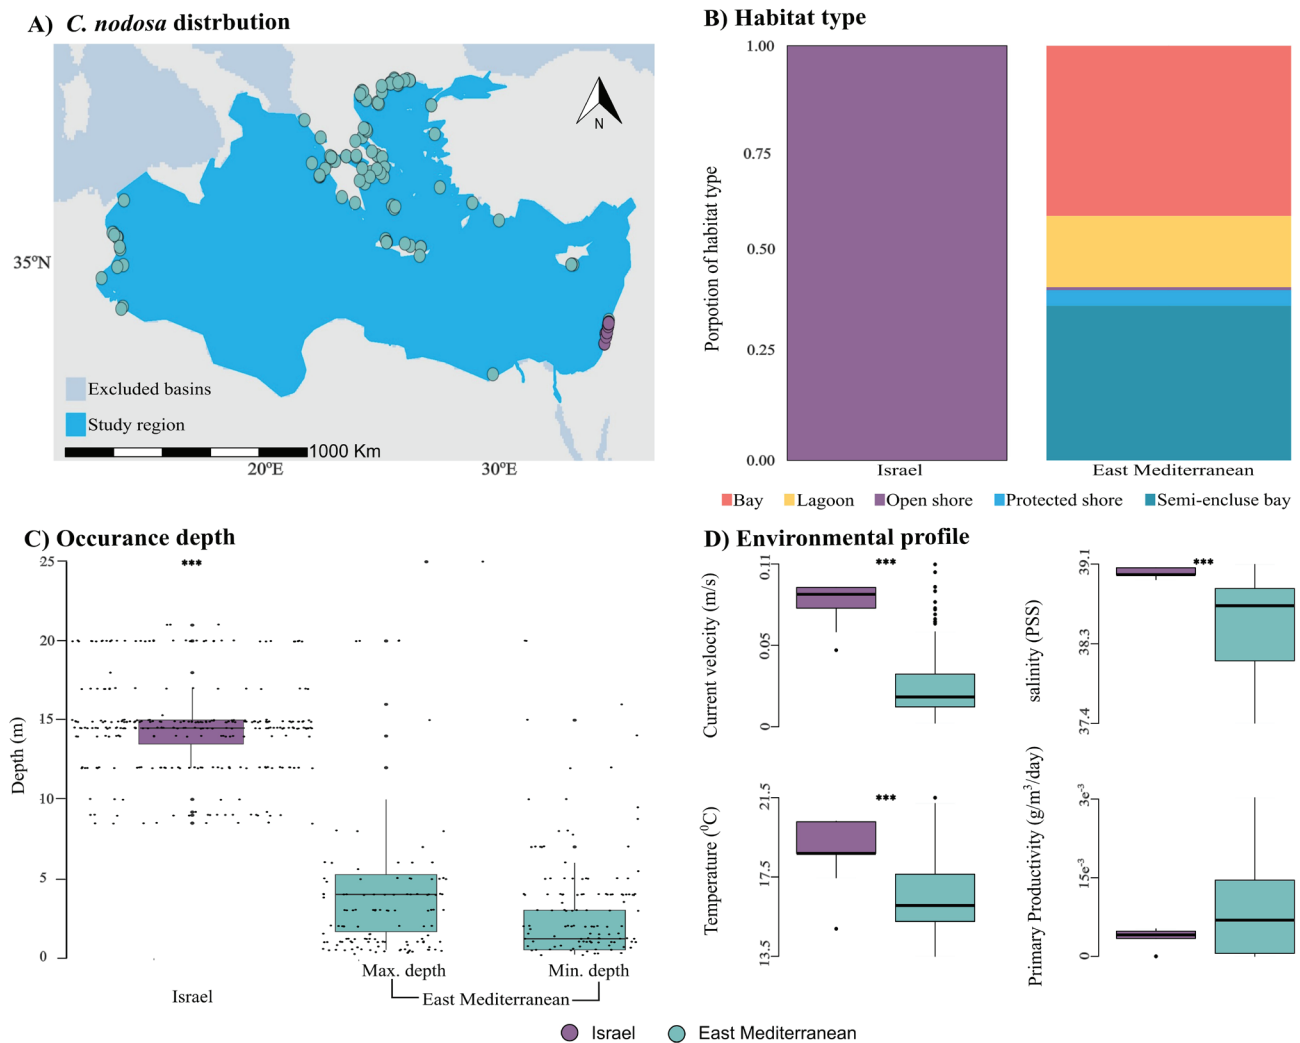 A) C. nodosa distrbution
N
35ºN
Excluded basins
Study region
1000 Km
20ºE
30ºE
B) Habitat type
Porpotion of habitat type
1.00
0.75
0.50
0.25
0.00
Israel
East Mediterranean
Bay
Lagoon
Open shore
Protected shore
Semi-encluse bay
C) Occurance depth
Depth (m)
25
20
15
10
5
0
***
Max. depth
Min. depth
East Mediterranean
Israel
D) Environmental profile
Current velocity (m/s)
0.11
0.05
0
***
salinity (PSS)
39.1
38.3
37.4
***
Temperature (⁰C)
21.5
17.5
13.5
***
Primary Productivity (g/m³/day)
3e⁻³
15e⁻³
0
Israel
East Mediterranean